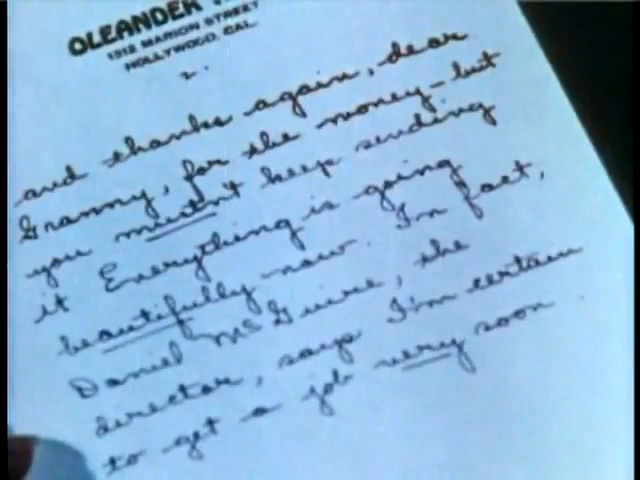 OLEANDER
1312 MARION STREET
HOLLYWOOD, CAL.
2.
and thanks again, dear
Granny, for the money - but
you mustn't keep sending
it Everything is going
beautifully now. In fact,
Daniel McGuire, the
director, says I'm certain
to get a job very soon.